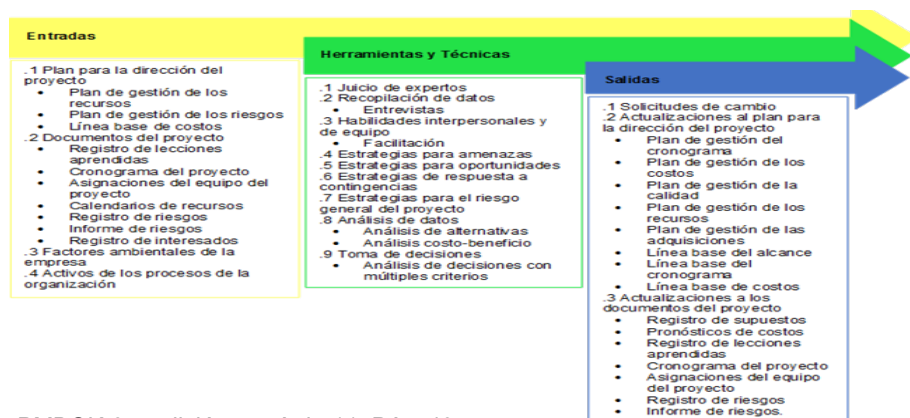 Entradas
.1 Plan para la dirección del
proyecto
• Plan de gestión de los
recursos
• Plan de gestión de los riesgos
• Línea base de costos
.2 Documentos del proyecto
• Registro de lecciones
aprendidas
• Cronograma del proyecto
• Asignaciones del equipo del
proyecto
• Calendarios de recursos
• Registro de riesgos
• Informe de riesgos
• Registro de interesados
.3 Factores ambientales de la
empresa
.4 Activos de los procesos de la
organización
Herramientas y Técnicas
.1 Juicio de expertos
.2 Recopilación de datos
• Entrevistas
.3 Habilidades interpersonales y
de equipo
• Facilitación
.4 Estrategias para amenazas
.5 Estrategias para oportunidades
.6 Estrategias de respuesta a
contingencias
.7 Estrategias para el riesgo
general del proyecto
.8 Análisis de datos
• Análisis de alternativas
• Análisis costo-beneficio
.9 Toma de decisiones
• Análisis de decisiones con
múltiples criterios
Salidas
.1 Solicitudes de cambio
.2 Actualizaciones al plan para
la dirección del proyecto
• Plan de gestión del
cronograma
• Plan de gestión de los
costos
• Plan de gestión de la
calidad
• Plan de gestión de los
recursos
• Plan de gestión de las
adquisiciones
• Línea base del alcance
• Línea base del
cronograma
• Línea base de costos
.3 Actualizaciones a los
documentos del proyecto
• Registro de supuestos
• Pronósticos de costos
• Registro de lecciones
aprendidas
• Cronograma del proyecto
• Asignaciones del equipo
del proyecto
• Registro de riesgos
• Informe de riesgos.